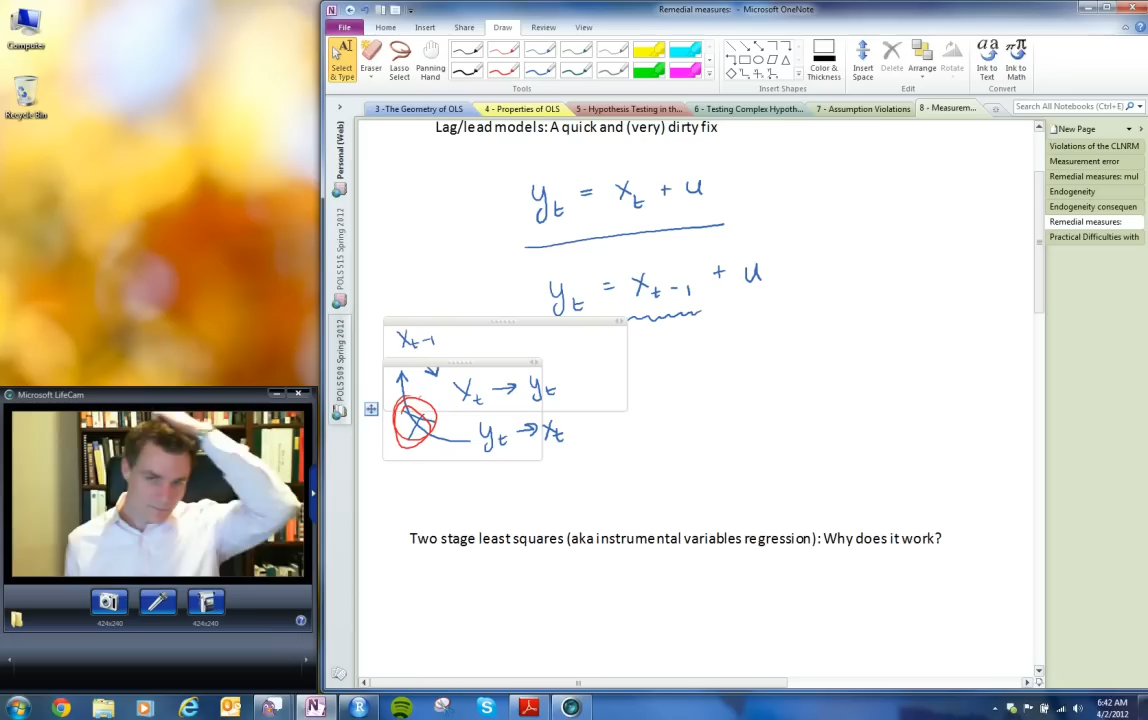 Remedial measures: - Microsoft OneNote
File Home Insert Share Draw Review View
Select & Type
Eraser
Lasso Select
Panning Hand
Color & Thickness
Insert Space
Delete
Arrange
Rotate
Ink to Text
Ink to Math
Tools
Insert Shapes
Edit
Convert
3 -The Geometry of OLS
4 - Properties of OLS
5 - Hypothesis Testing in th
6 - Testing Complex Hypoth...
7 - Assumption Violations
8 - Measurem...
Search All Notebooks (Ctrl+E)
Computer
Recycle Bin
Personal (Web)
POLS 515 Spring 2012
POLS509 Spring 2012
New Page
Violations of the CLNRM
Measurement error
Remedial measures: mul
Endogeneity
Endogeneity consequen
Remedial measures:
Practical Difficulties with
Lag/lead models: A quick and (very) dirty fix
yt = xt + u
yt = xt-1 + u
xt-1
xt → yt
yt → xt
Two stage least squares (aka instrumental variables regression): Why does it work?
Microsoft LifeCam
424x240
424x240
6:42 AM
4/2/2012